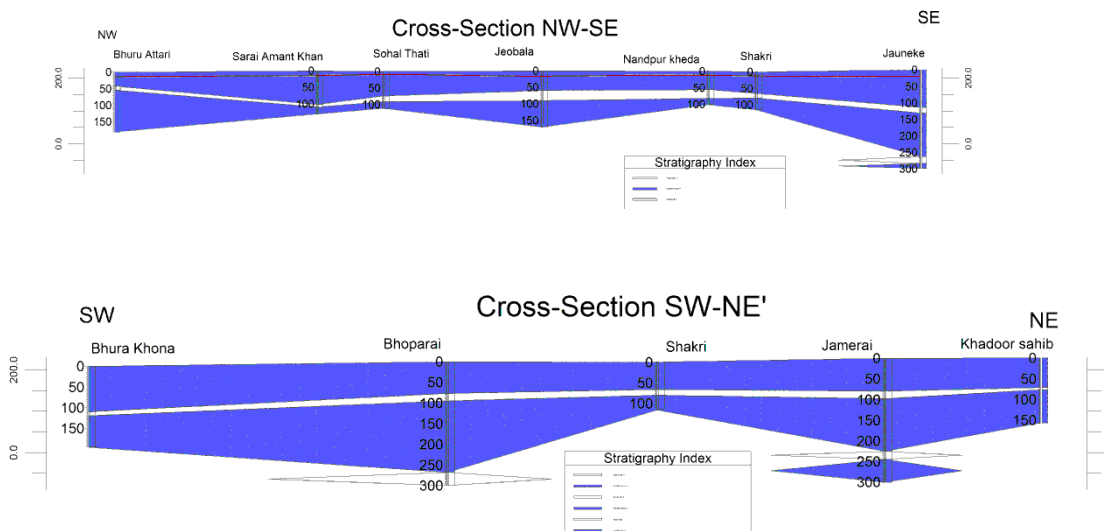 Cross-Section NW-SE
NW
SE
Bhuru Attari
Sarai Amant Khan
Sohal Thati
Jeobala
Nandpur kheda
Shakri
Jauneke
200.0
0.0
0
50
100
150
0
50
100
0
50
100
0
50
100
150
0
50
100
0
50
100
0
50
100
150
200
250
300
200.0
0.0
Stratigraphy Index
Cross-Section SW-NE'
SW
NE
Bhura Khona
Bhoparai
Shakri
Jamerai
Khadoor sahib
200.0
0.0
0
50
100
150
0
50
100
150
200
250
300
0
50
100
0
50
100
150
200
250
300
0
50
100
150
Stratigraphy Index